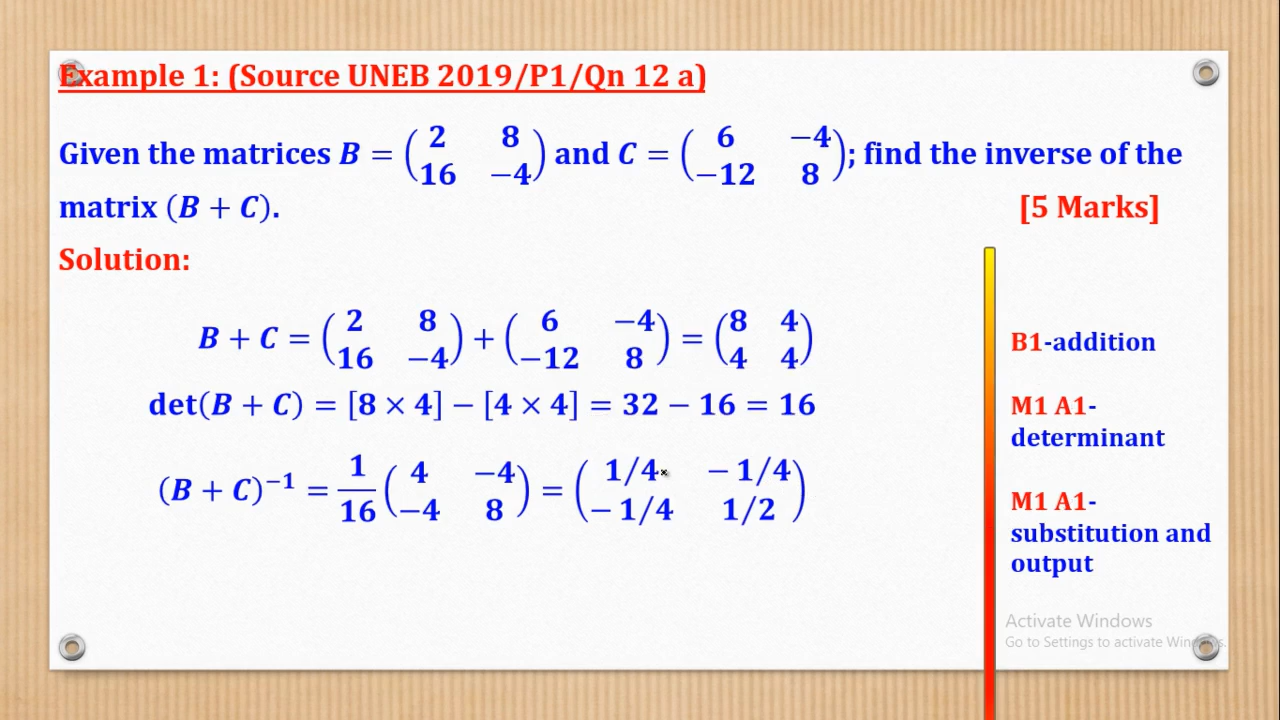 Example 1: (Source UNEB 2019/P1/Qn 12 a)
Given the matrices B = (2 8 / 16 −4) and C = (6 −4 / −12 8); find the inverse of the
matrix (B + C). [5 Marks]
Solution:
B + C = (2 8 / 16 −4) + (6 −4 / −12 8) = (8 4 / 4 4)
B1-addition
det(B + C) = [8 × 4] − [4 × 4] = 32 − 16 = 16
M1 A1-
determinant
(B + C)⁻¹ = 1/16 (4 −4 / −4 8) = (1/4 − 1/4 / − 1/4 1/2)
M1 A1-
substitution and
output
Activate Windows
Go to Settings to activate Windows.